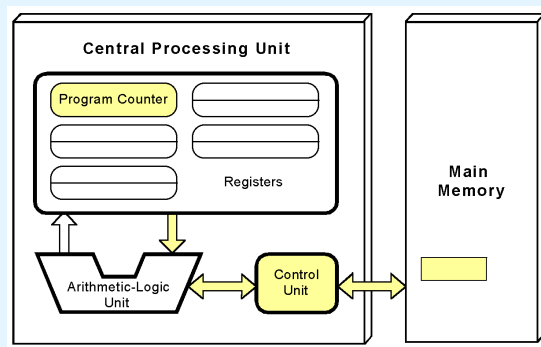 Central Processing Unit
Program Counter
Registers
Main
Memory
Arithmetic-Logic
Unit
Control
Unit